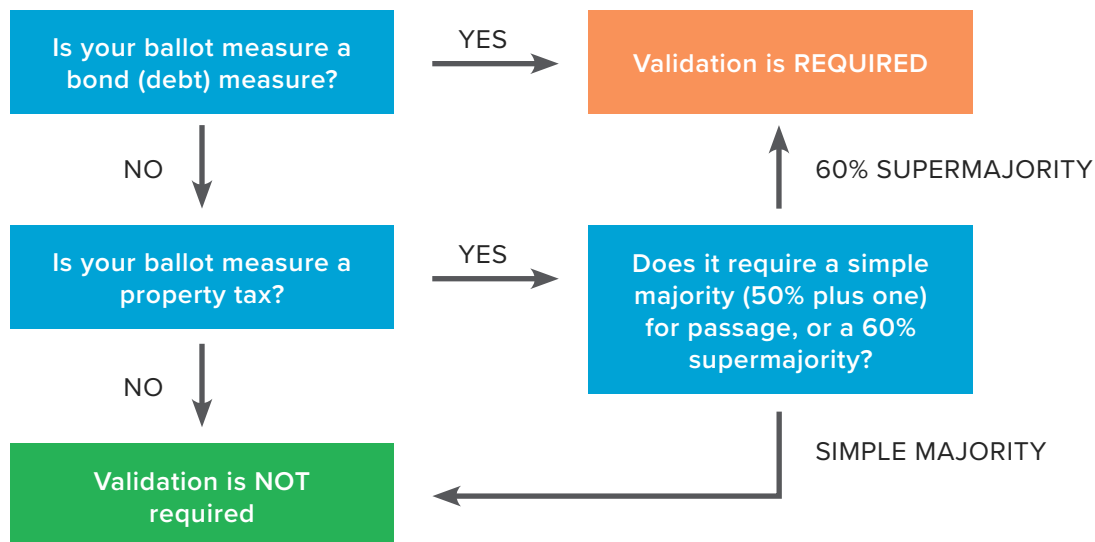 Is your ballot measure a
bond (debt) measure?
YES
Validation is REQUIRED
NO
60% SUPERMAJORITY
Is your ballot measure a
property tax?
YES
Does it require a simple
majority (50% plus one)
for passage, or a 60%
supermajority?
NO
SIMPLE MAJORITY
Validation is NOT
required